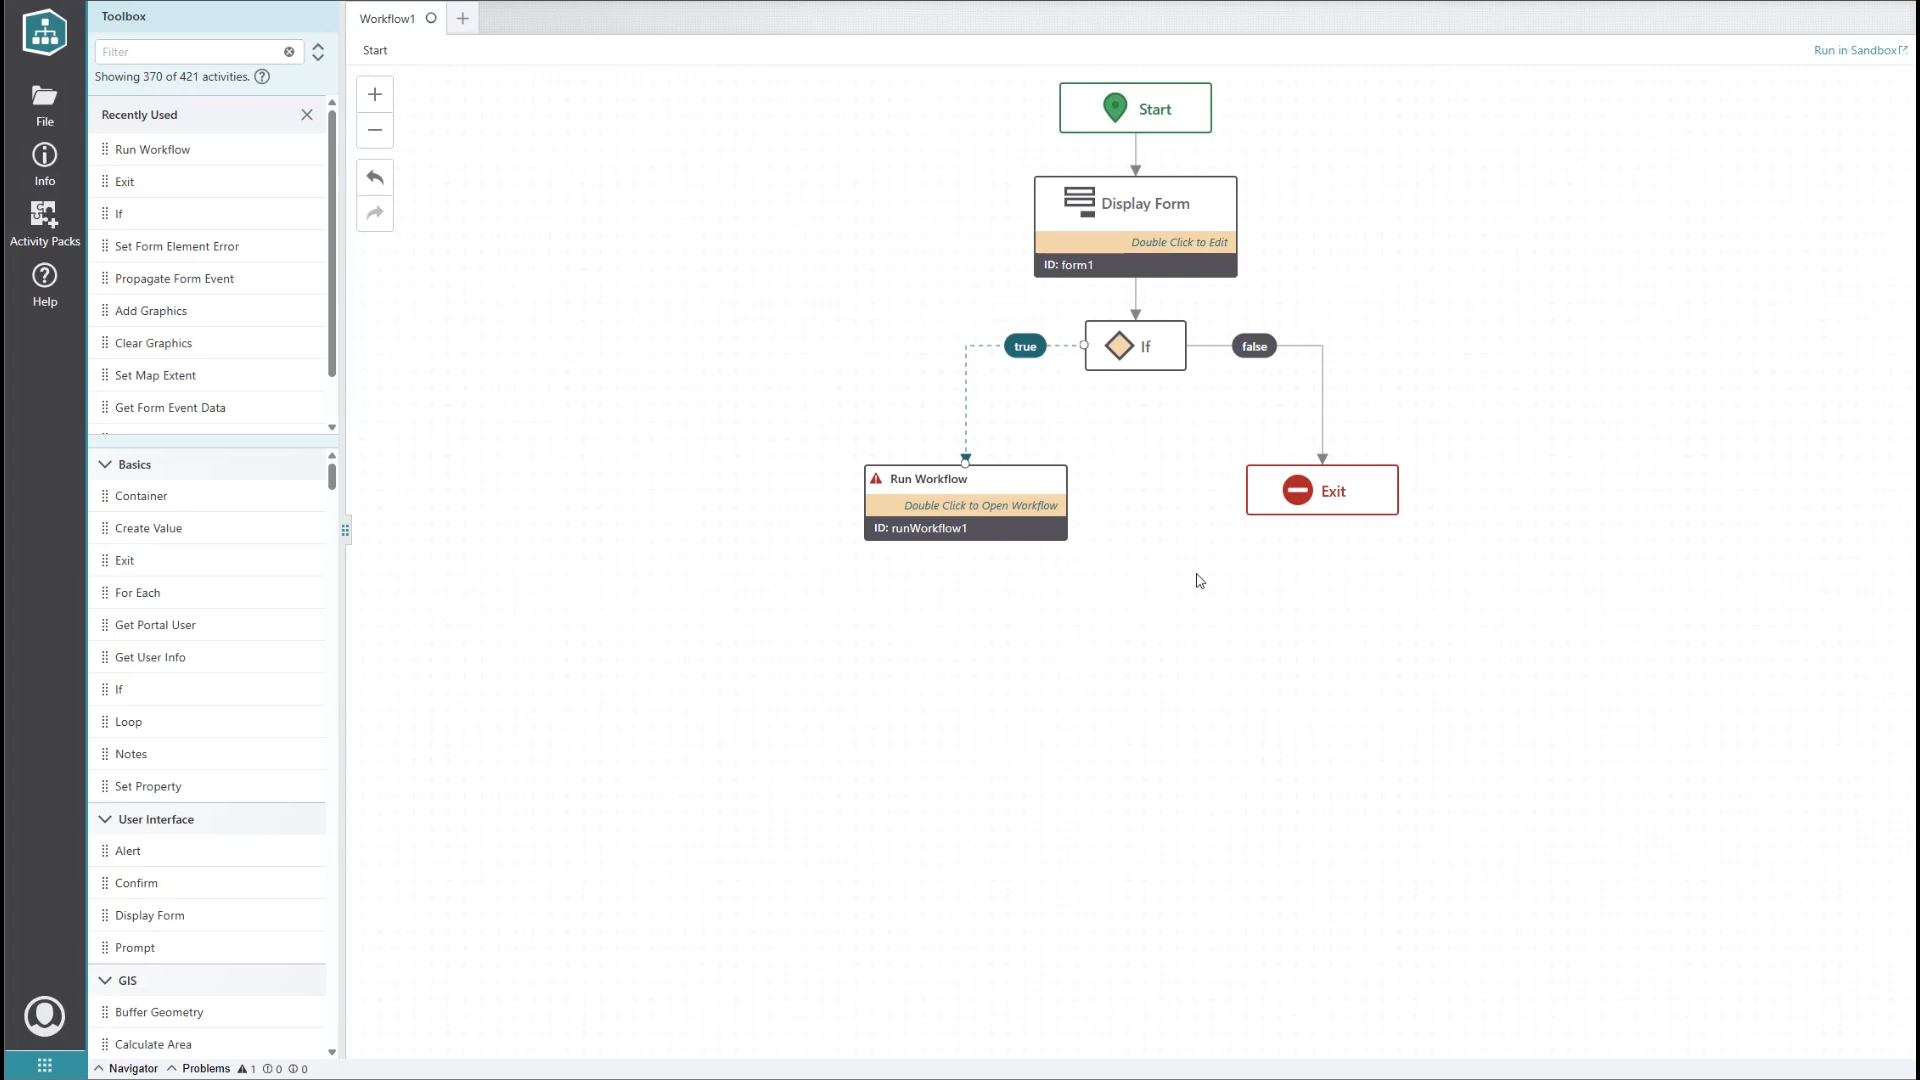 Toolbox
Filter
Showing 370 of 421 activities.
Recently Used
Run Workflow
Exit
If
Set Form Element Error
Propagate Form Event
Add Graphics
Clear Graphics
Set Map Extent
Get Form Event Data
Basics
Container
Create Value
Exit
For Each
Get Portal User
Get User Info
If
Loop
Notes
Set Property
User Interface
Alert
Confirm
Display Form
Prompt
GIS
Buffer Geometry
Calculate Area
Navigator
Problems 1 0 0
File
Info
Activity Packs
Help
Workflow1
Start
Run in Sandbox
Start
Display Form
Double Click to Edit
ID: form1
true
If
false
Run Workflow
Double Click to Open Workflow
ID: runWorkflow1
Exit